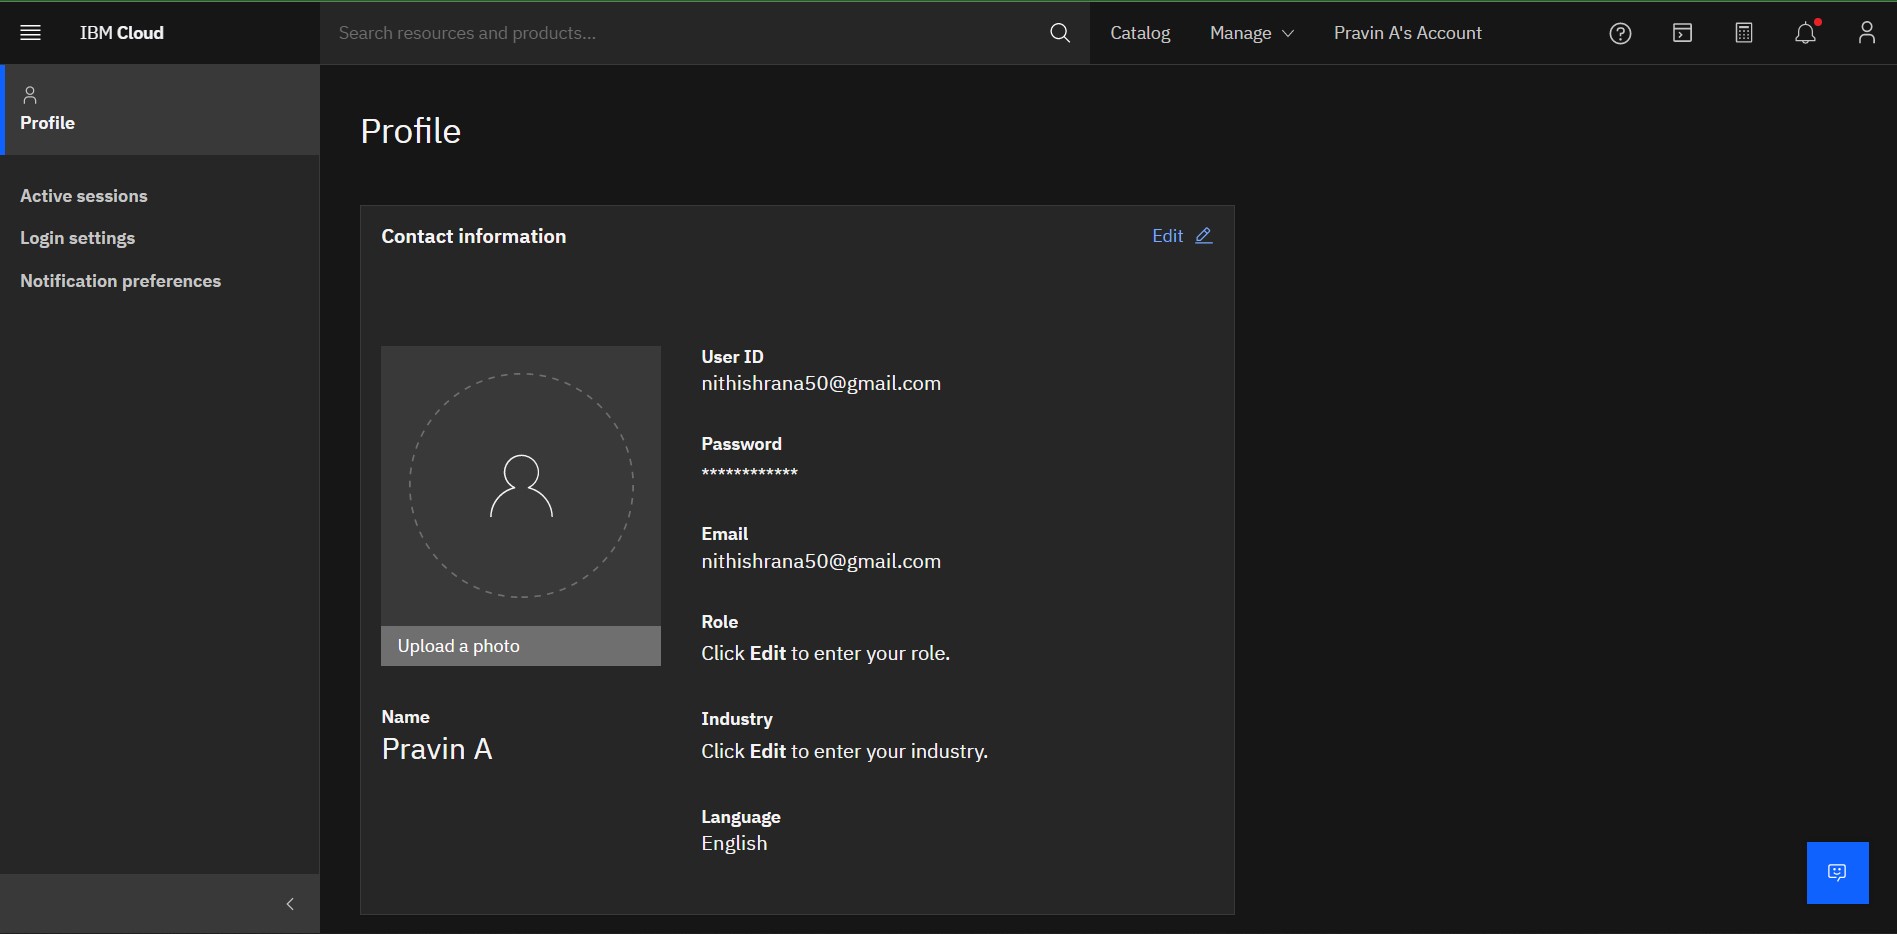 IBM Cloud
Search resources and products...
Catalog
Manage
Pravin A's Account
Profile
Active sessions
Login settings
Notification preferences
Profile
Contact information
Edit
Upload a photo
Name
Pravin A
User ID
nithishrana50@gmail.com
Password
************
Email
nithishrana50@gmail.com
Role
Click Edit to enter your role.
Industry
Click Edit to enter your industry.
Language
English